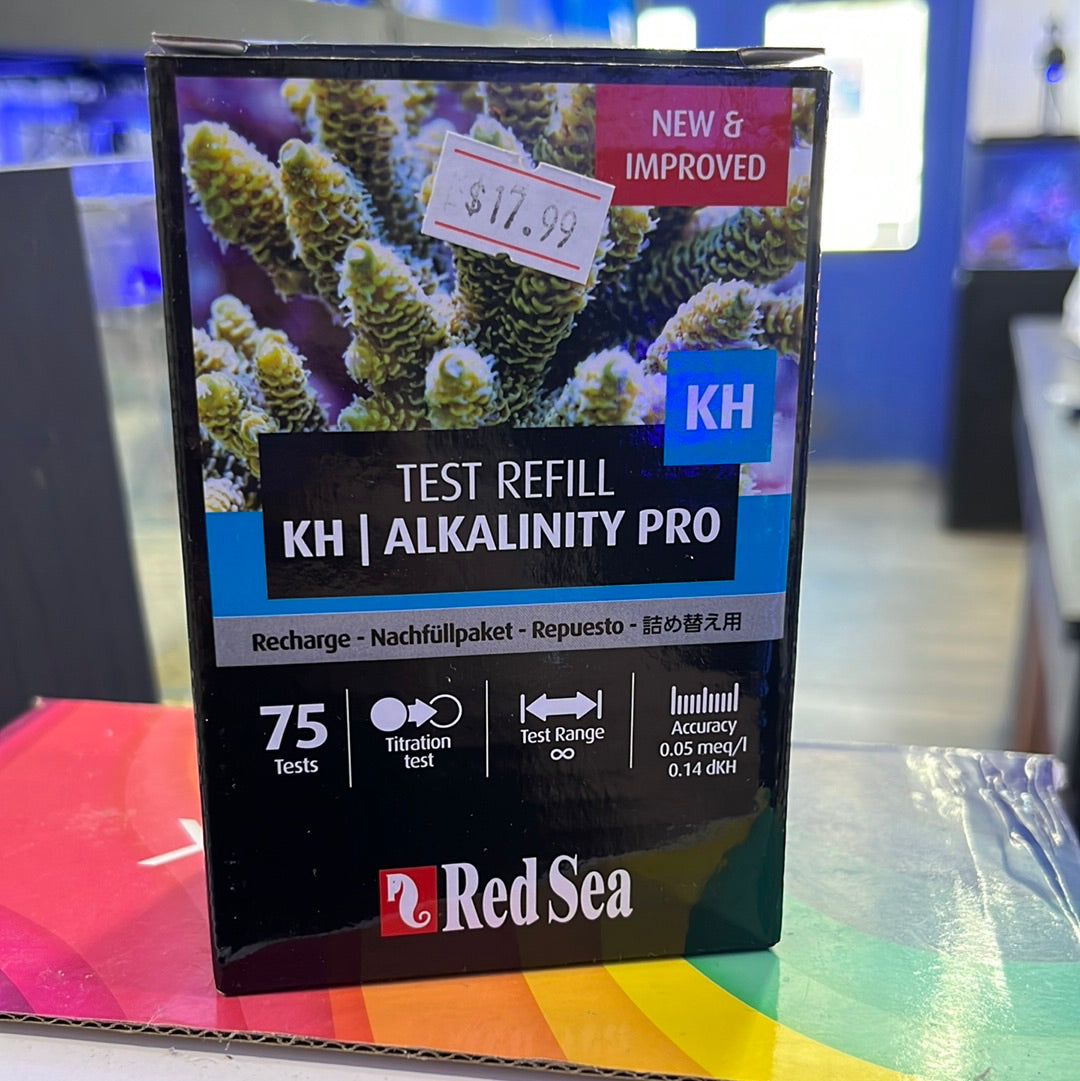 NEW &
IMPROVED
$17.99
KH
TEST REFILL
KH | ALKALINITY PRO
Recharge - Nachfüllpaket - Repuesto - 詰め替え用
75
Tests
Titration
test
Test Range
∞
Accuracy
0.05 meq/l
0.14 dKH
Red Sea